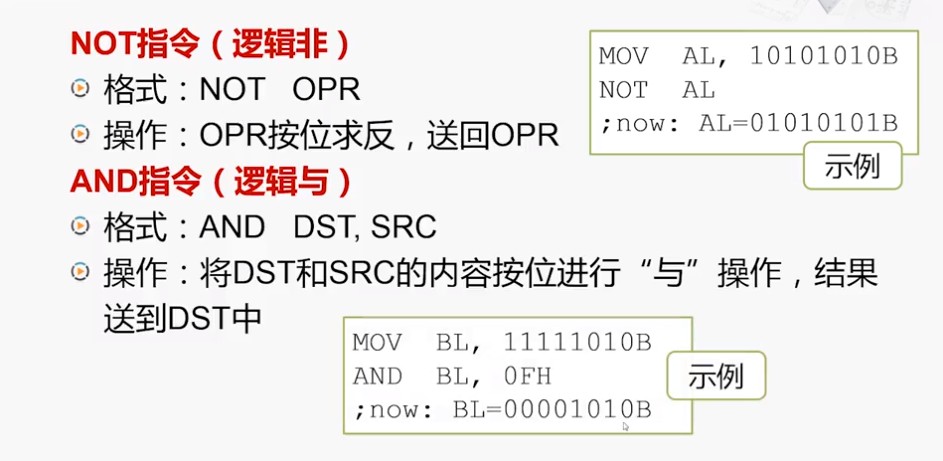 NOT指令（逻辑非）
格式：NOT OPR
操作：OPR按位求反，送回OPR
MOV AL, 10101010B
NOT AL
;now: AL=01010101B
示例
AND指令（逻辑与）
格式：AND DST, SRC
操作：将DST和SRC的内容按位进行“与”操作，结果
送到DST中
MOV BL, 11111010B
AND BL, 0FH
;now: BL=00001010B
示例